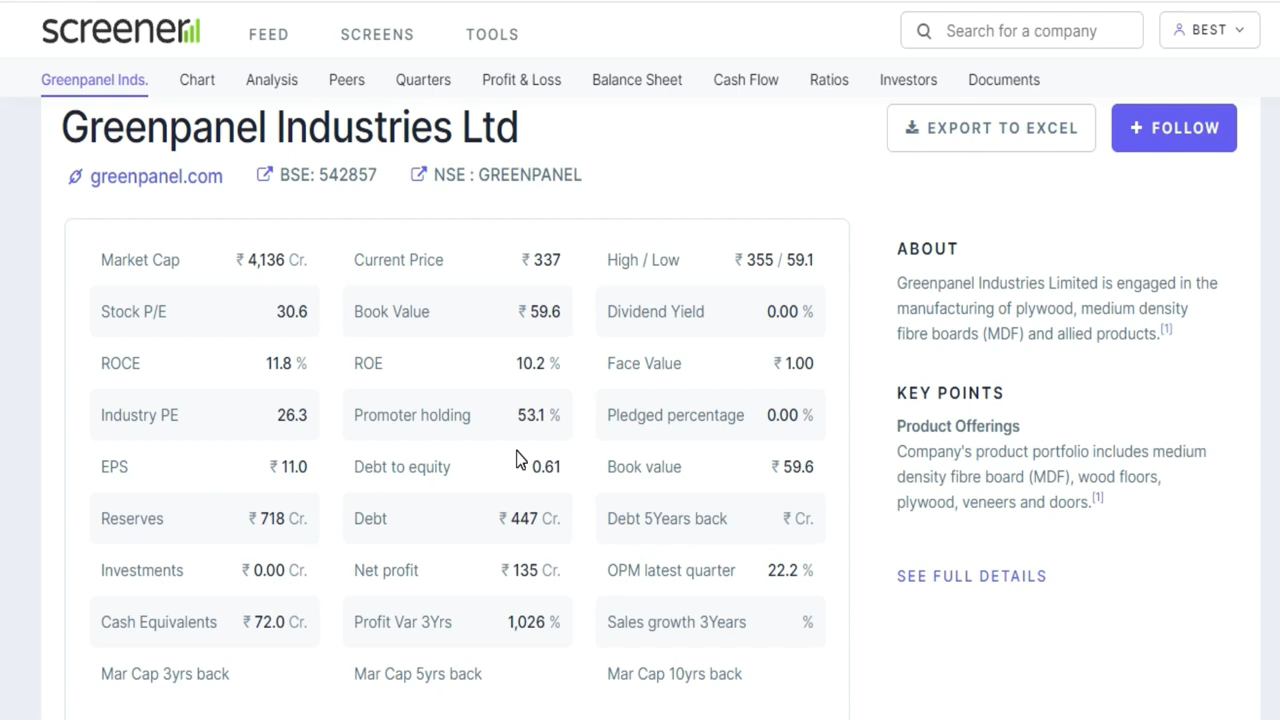 screener
FEED SCREENS TOOLS
Search for a company
BEST
Greenpanel Inds. Chart Analysis Peers Quarters Profit & Loss Balance Sheet Cash Flow Ratios Investors Documents
Greenpanel Industries Ltd
EXPORT TO EXCEL
+ FOLLOW
greenpanel.com BSE: 542857 NSE : GREENPANEL
Market Cap ₹ 4,136 Cr. Current Price ₹ 337 High / Low ₹ 355 / 59.1
Stock P/E 30.6 Book Value ₹ 59.6 Dividend Yield 0.00 %
ROCE 11.8 % ROE 10.2 % Face Value ₹ 1.00
Industry PE 26.3 Promoter holding 53.1 % Pledged percentage 0.00 %
EPS ₹ 11.0 Debt to equity 0.61 Book value ₹ 59.6
Reserves ₹ 718 Cr. Debt ₹ 447 Cr. Debt 5Years back ₹ Cr.
Investments ₹ 0.00 Cr. Net profit ₹ 135 Cr. OPM latest quarter 22.2 %
Cash Equivalents ₹ 72.0 Cr. Profit Var 3Yrs 1,026 % Sales growth 3Years %
Mar Cap 3yrs back Mar Cap 5yrs back Mar Cap 10yrs back
ABOUT
Greenpanel Industries Limited is engaged in the
manufacturing of plywood, medium density
fibre boards (MDF) and allied products.[1]
KEY POINTS
Product Offerings
Company's product portfolio includes medium
density fibre board (MDF), wood floors,
plywood, veneers and doors.[1]
SEE FULL DETAILS